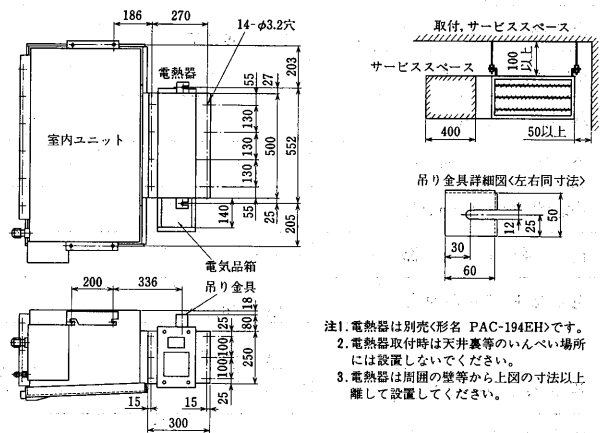 186
270
14-φ3.2穴
電熱器
室内ユニット
55
27
203
130
130
130
500
552
55
25
205
140
電気品箱
吊り金具
200
336
18
80
25
100
100
250
25
15
15
300
取付,サービススペース
サービススペース
100以上
400
50以上
吊り金具詳細図<左右同寸法>
30
60
12
25
50
注1.電熱器は別売<形名 PAC-194EH>です。
2.電熱器取付時は天井裏等のいんぺい場所
には設置しないでください。
3.電熱器は周囲の壁等から上図の寸法以上
離して設置してください。